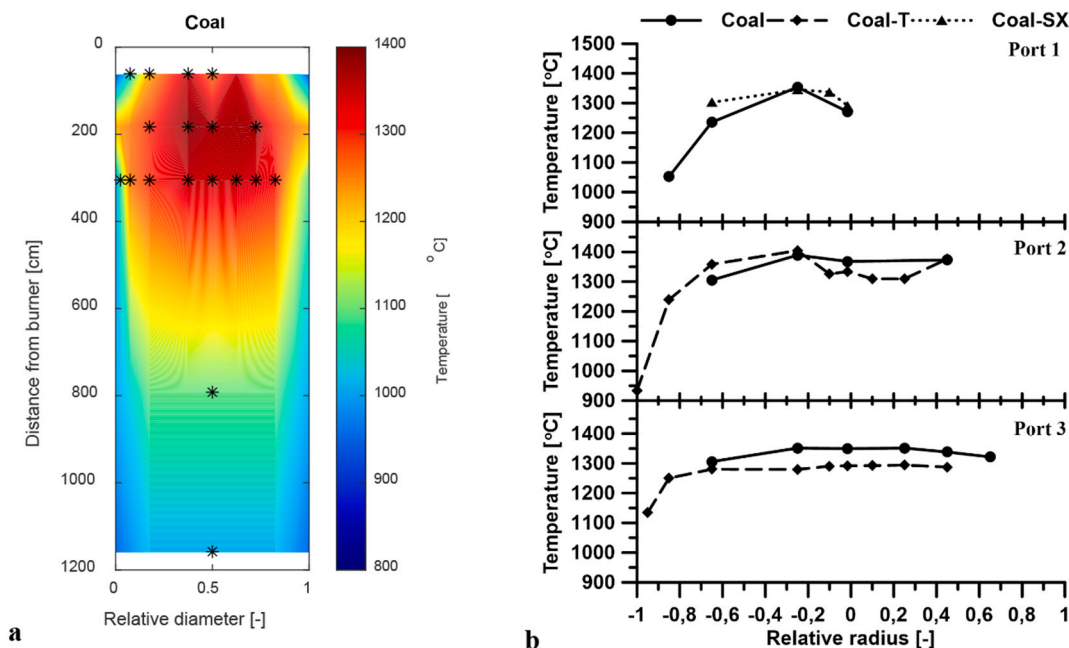 Coal
0
200
400
600
800
1000
1200
Distance from burner [cm]
0
0.5
1
Relative diameter [-]
1400
1300
1200
1100
1000
900
800
Temperature [
o C]
a
Coal
Coal-T
Coal-SX
Port 1
1500
1400
1300
1200
1100
1000
900
Temperature [oC]
Port 2
1400
1300
1200
1100
1000
900
Temperature [oC]
Port 3
1400
1300
1200
1100
1000
900
Temperature [oC]
-1 -0,8 -0,6 -0,4 -0,2 0 0,2 0,4 0,6 0,8 1
Relative radius [-]
b